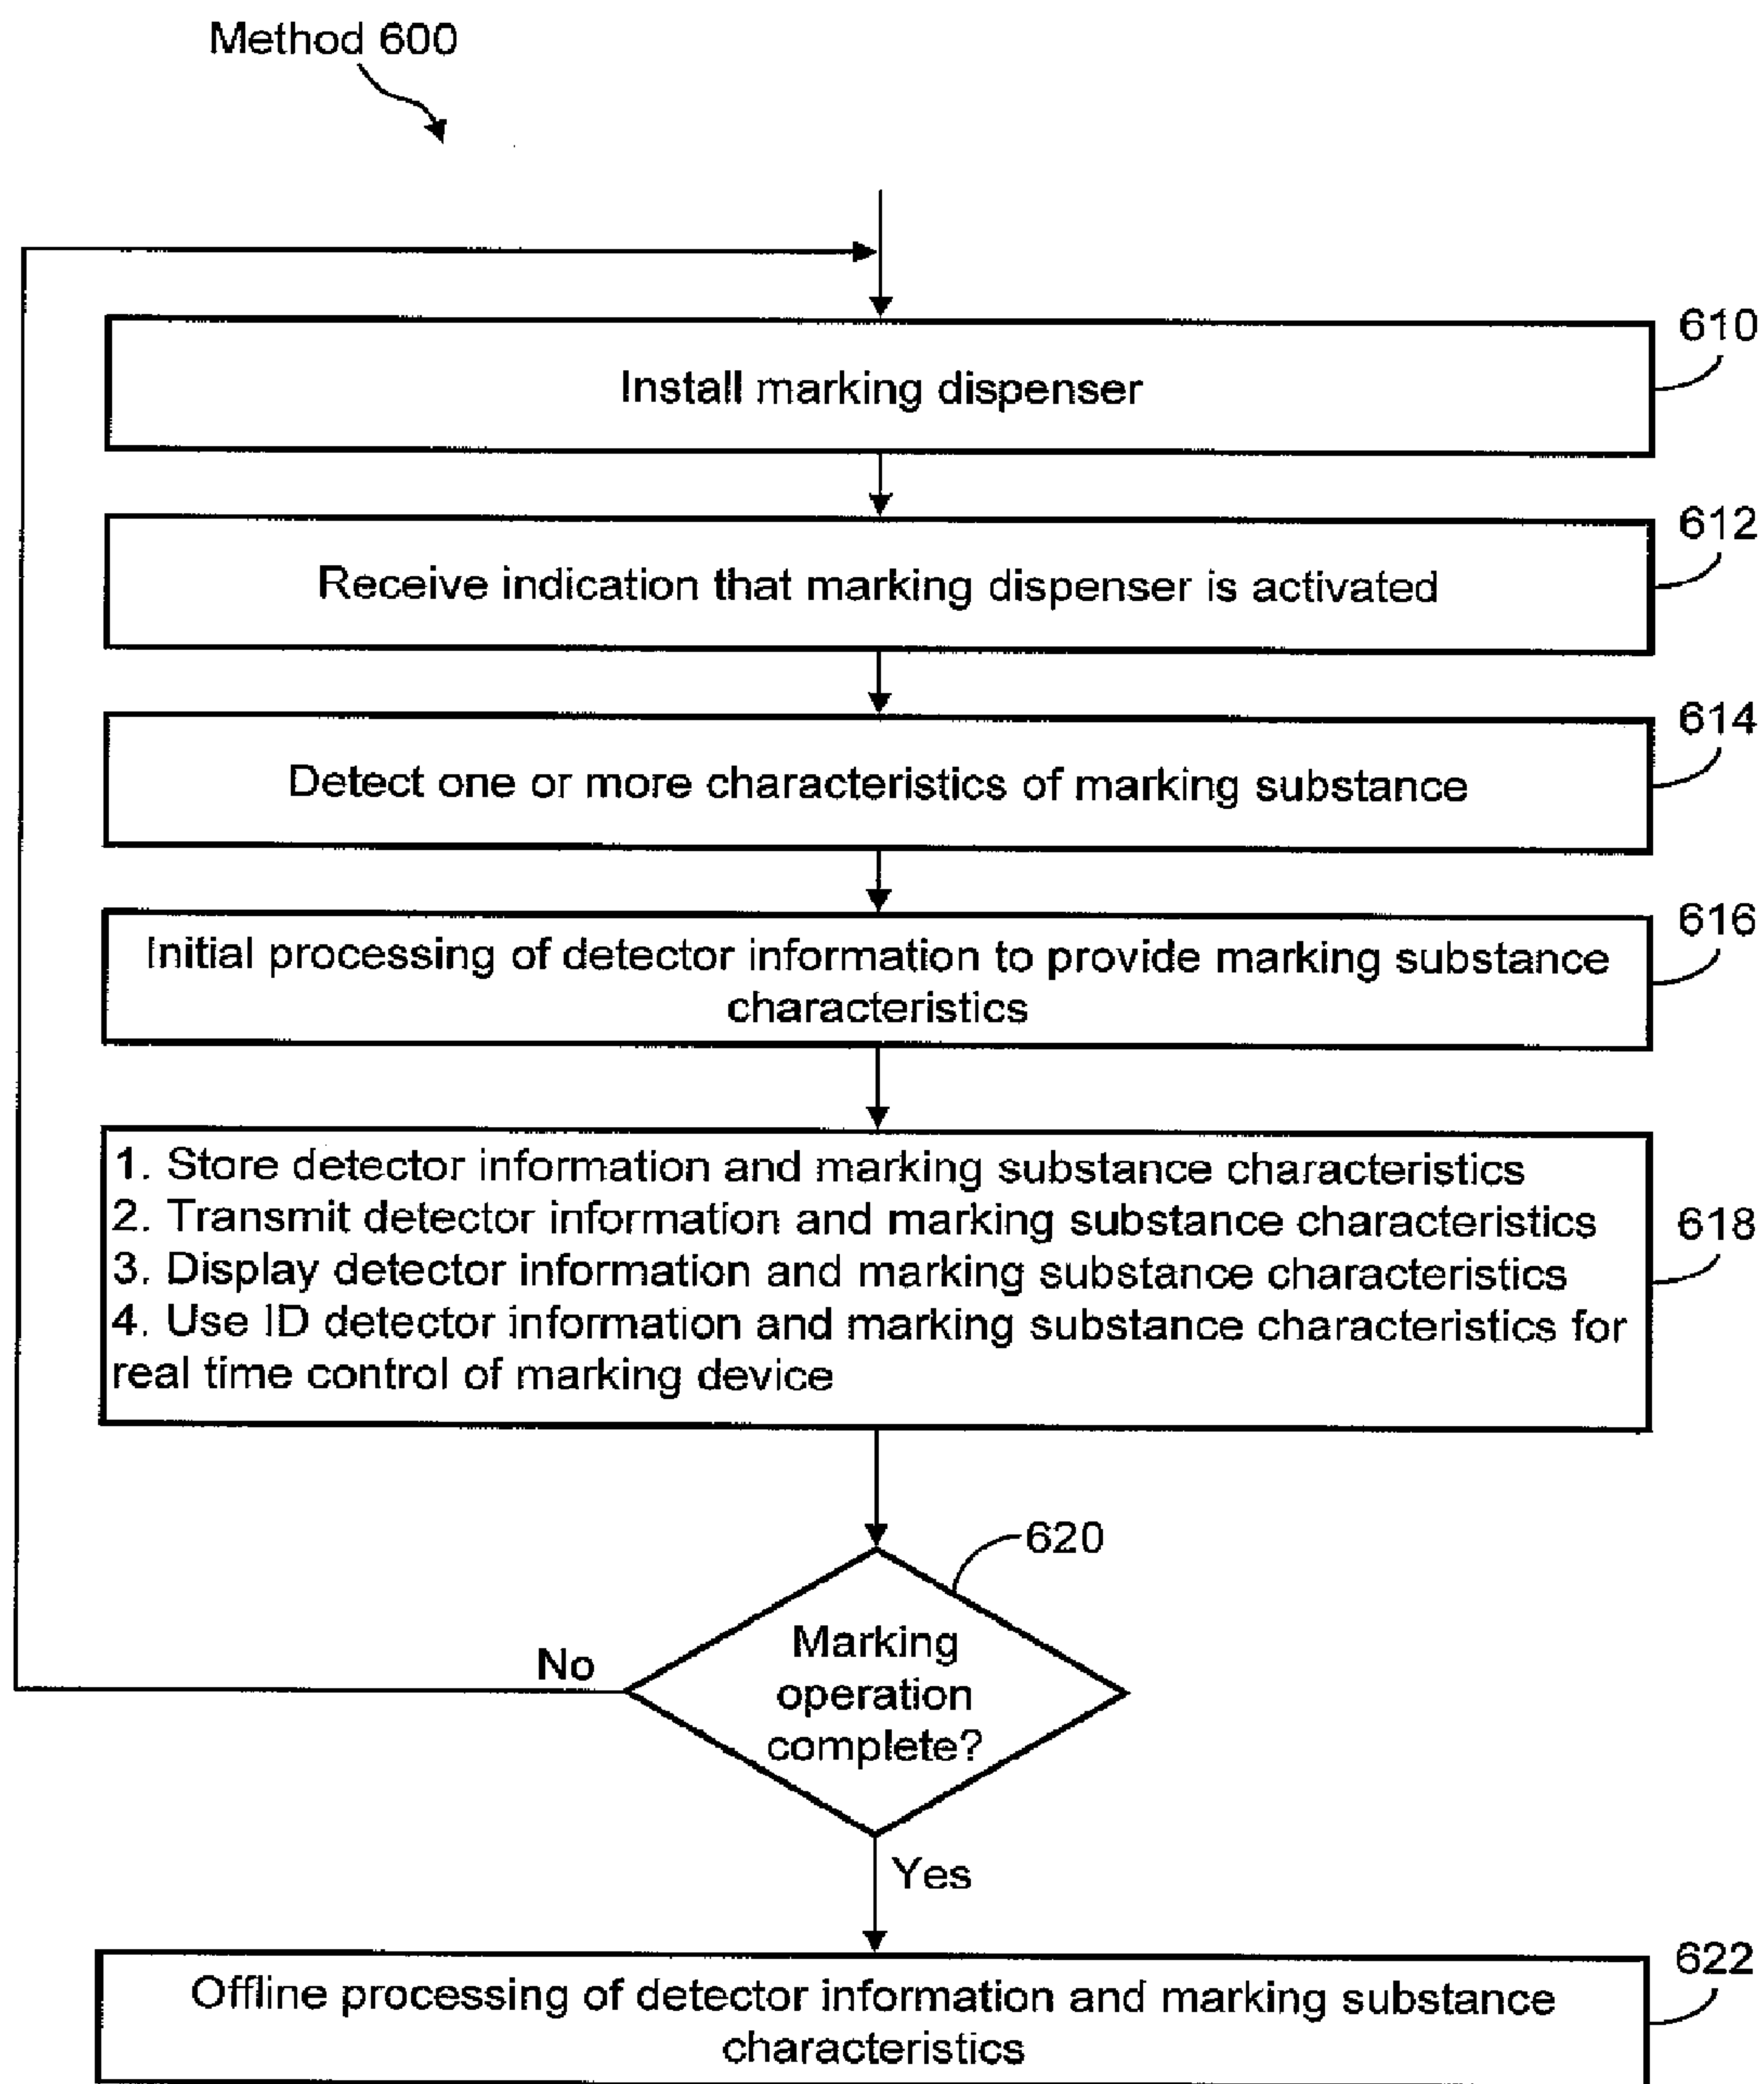 Method 600
610
Install marking dispenser
612
Receive indication that marking dispenser is activated
614
Detect one or more characteristics of marking substance
616
Initial processing of detector information to provide marking substance
characteristics
1. Store detector information and marking substance characteristics
2. Transmit detector information and marking substance characteristics
618
3. Display detector information and marking substance characteristics
4. Use ID detector information and marking substance characteristics for
real time control of marking device
620
Marking
No
operation
complete?
Yes
622
Offline processing of detector information and marking substance
characteristics